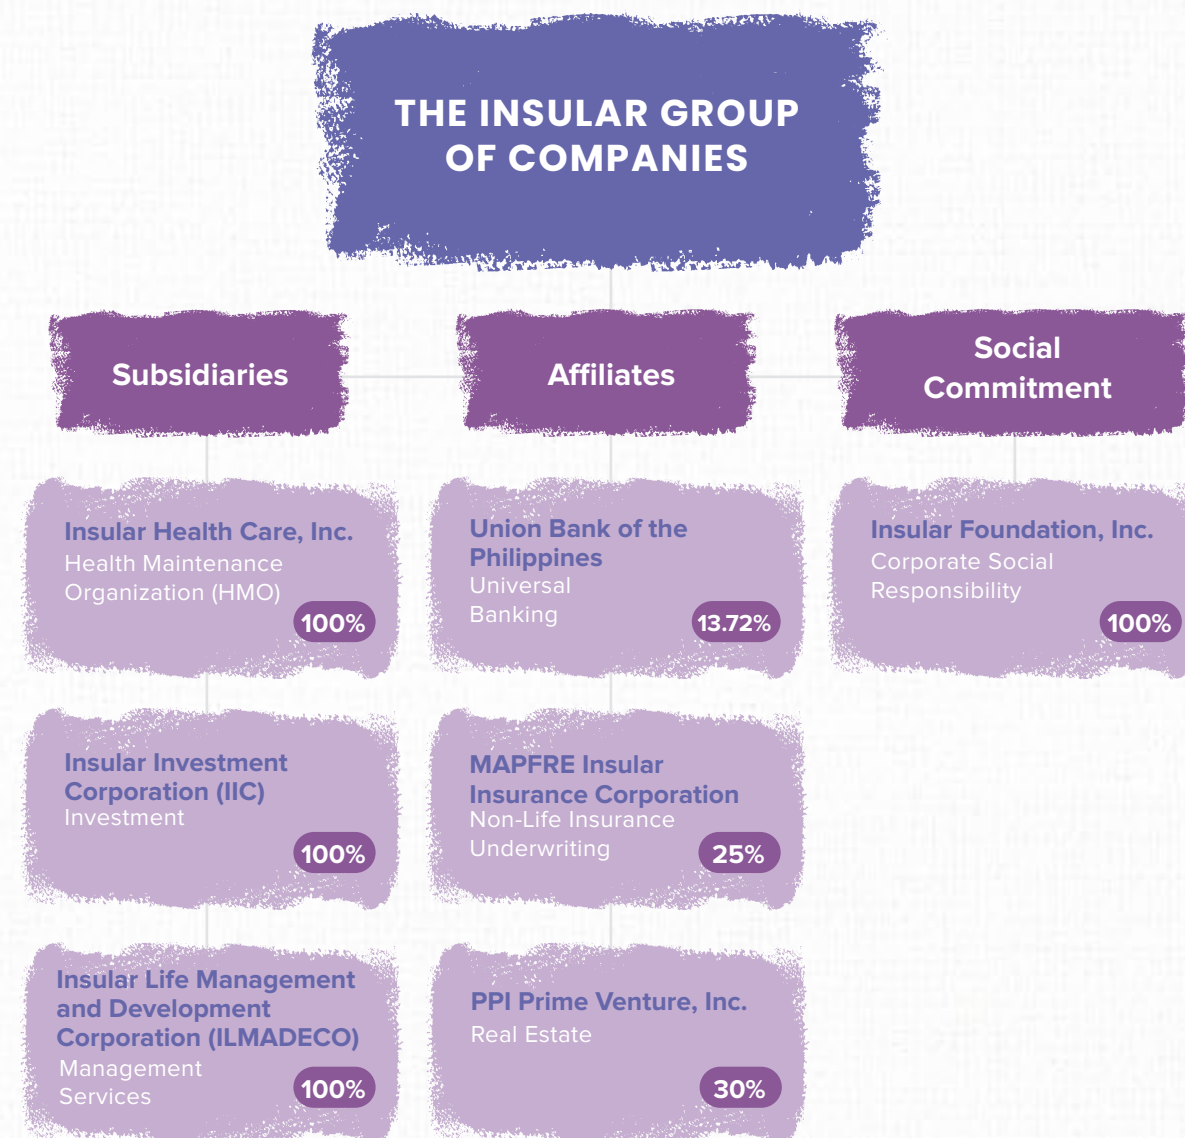 THE INSULAR GROUP
OF COMPANIES
Subsidiaries
Affiliates
Social
Commitment
Insular Health Care, Inc.
Health Maintenance
Organization (HMO)
100%
Union Bank of the
Philippines
Universal
Banking
13.72%
Insular Foundation, Inc.
Corporate Social
Responsibility
100%
Insular Investment
Corporation (IIC)
Investment
100%
MAPFRE Insular
Insurance Corporation
Non-Life Insurance
Underwriting
25%
Insular Life Management
and Development
Corporation (ILMADECO)
Management
Services
100%
PPI Prime Venture, Inc.
Real Estate
30%